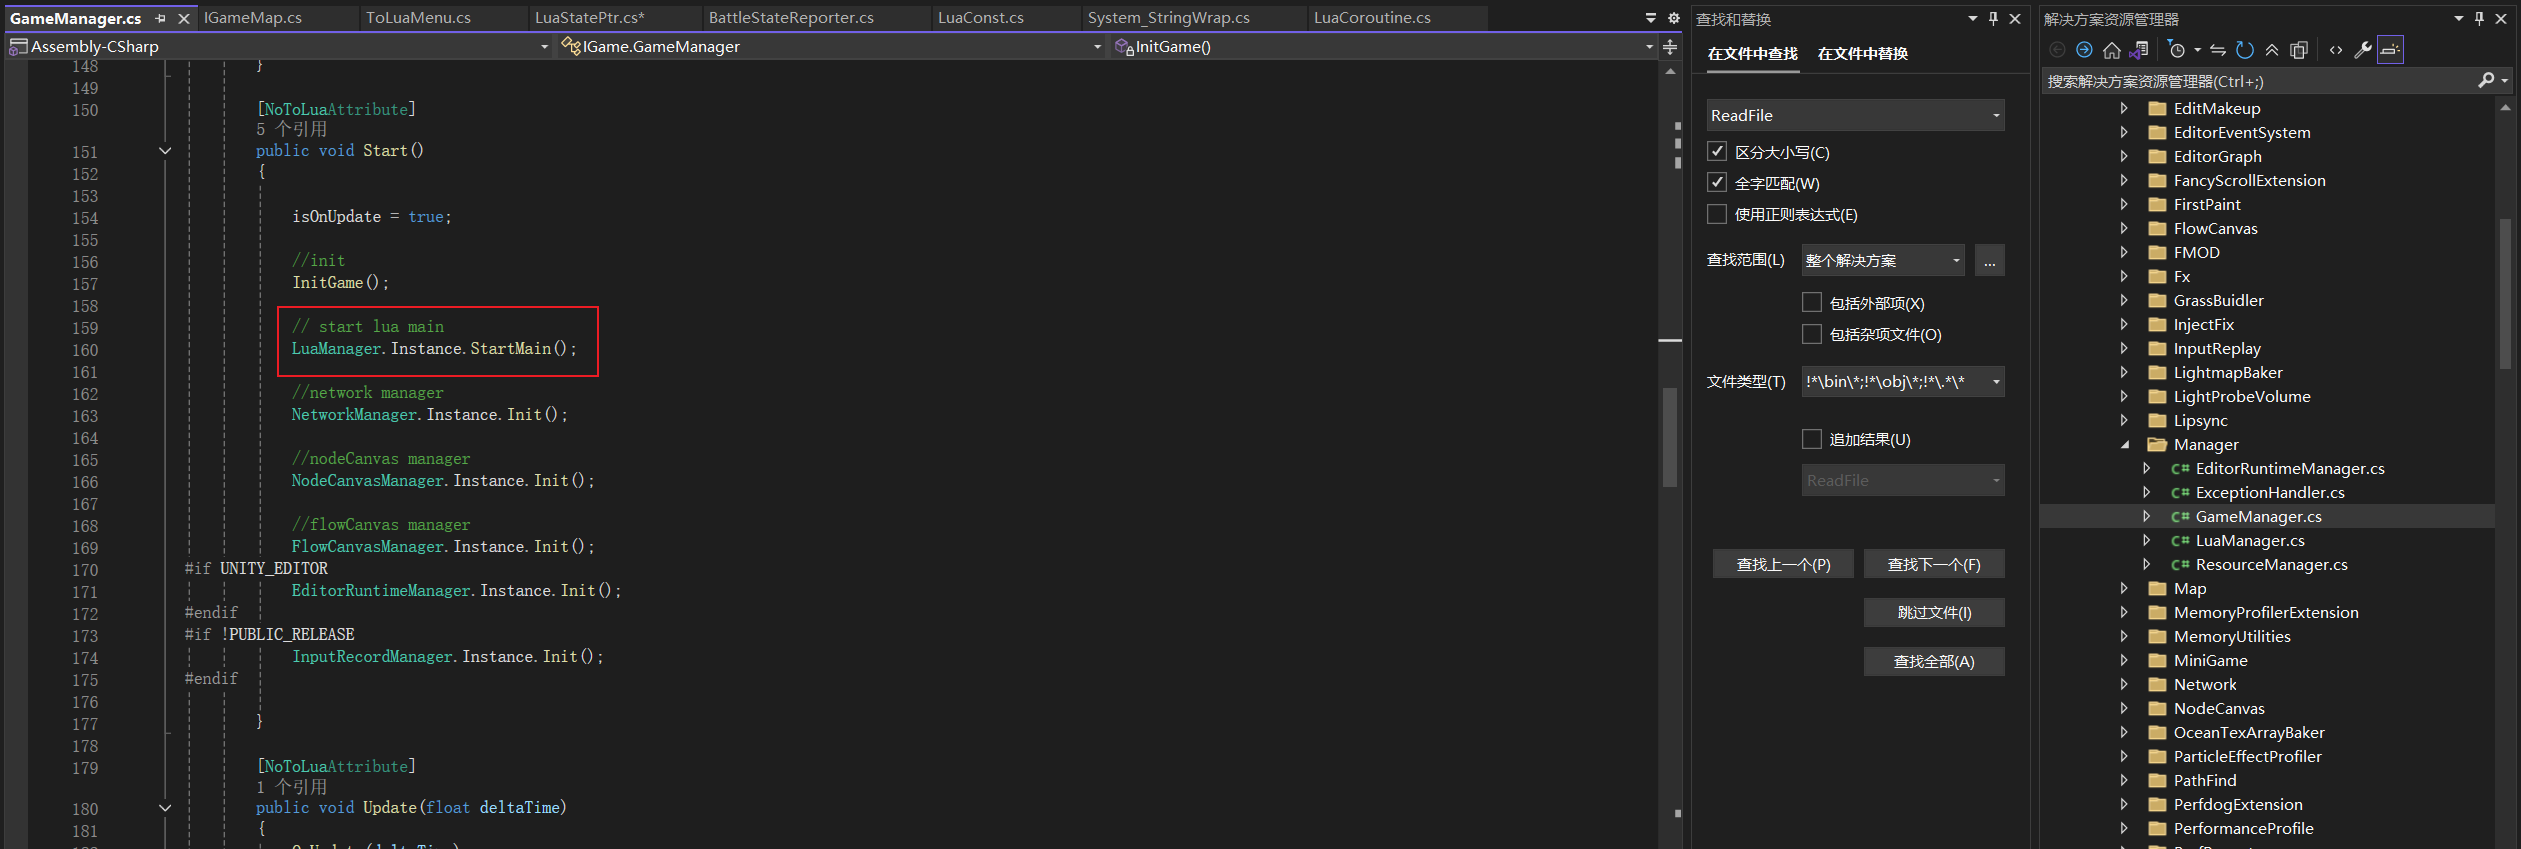 GameManager.cs
IGameMap.cs
ToLuaMenu.cs
LuaStatePtr.cs*
BattleStateReporter.cs
LuaConst.cs
System_StringWrap.cs
LuaCoroutine.cs
Assembly-CSharp
IGame.GameManager
InitGame()
148 }
149
150 [NoToLuaAttribute]
5 个引用
151 public void Start()
152 {
153
154 isOnUpdate = true;
155
156 //init
157 InitGame();
158
159 // start lua main
160 LuaManager.Instance.StartMain();
161
162 //network manager
163 NetworkManager.Instance.Init();
164
165 //nodeCanvas manager
166 NodeCanvasManager.Instance.Init();
167
168 //flowCanvas manager
169 FlowCanvasManager.Instance.Init();
170 #if UNITY_EDITOR
171 EditorRuntimeManager.Instance.Init();
172 #endif
173 #if !PUBLIC_RELEASE
174 InputRecordManager.Instance.Init();
175 #endif
176
177 }
178
179 [NoToLuaAttribute]
1 个引用
180 public void Update(float deltaTime)
181 {
查找和替换
在文件中查找 在文件中替换
ReadFile
区分大小写(C)
全字匹配(W)
使用正则表达式(E)
查找范围(L) 整个解决方案 ...
包括外部项(X)
包括杂项文件(O)
文件类型(T) !*\bin\*;!*\obj\*;!*\.*\*
追加结果(U)
ReadFile
查找上一个(P) 查找下一个(F)
跳过文件(I)
查找全部(A)
解决方案资源管理器
搜索解决方案资源管理器(Ctrl+;)
EditMakeup
EditorEventSystem
EditorGraph
FancyScrollExtension
FirstPaint
FlowCanvas
FMOD
Fx
GrassBuidler
InjectFix
InputReplay
LightmapBaker
LightProbeVolume
Lipsync
Manager
C# EditorRuntimeManager.cs
C# ExceptionHandler.cs
C# GameManager.cs
C# LuaManager.cs
C# ResourceManager.cs
Map
MemoryProfilerExtension
MemoryUtilities
MiniGame
Network
NodeCanvas
OceanTexArrayBaker
ParticleEffectProfiler
PathFind
PerfdogExtension
PerformanceProfile